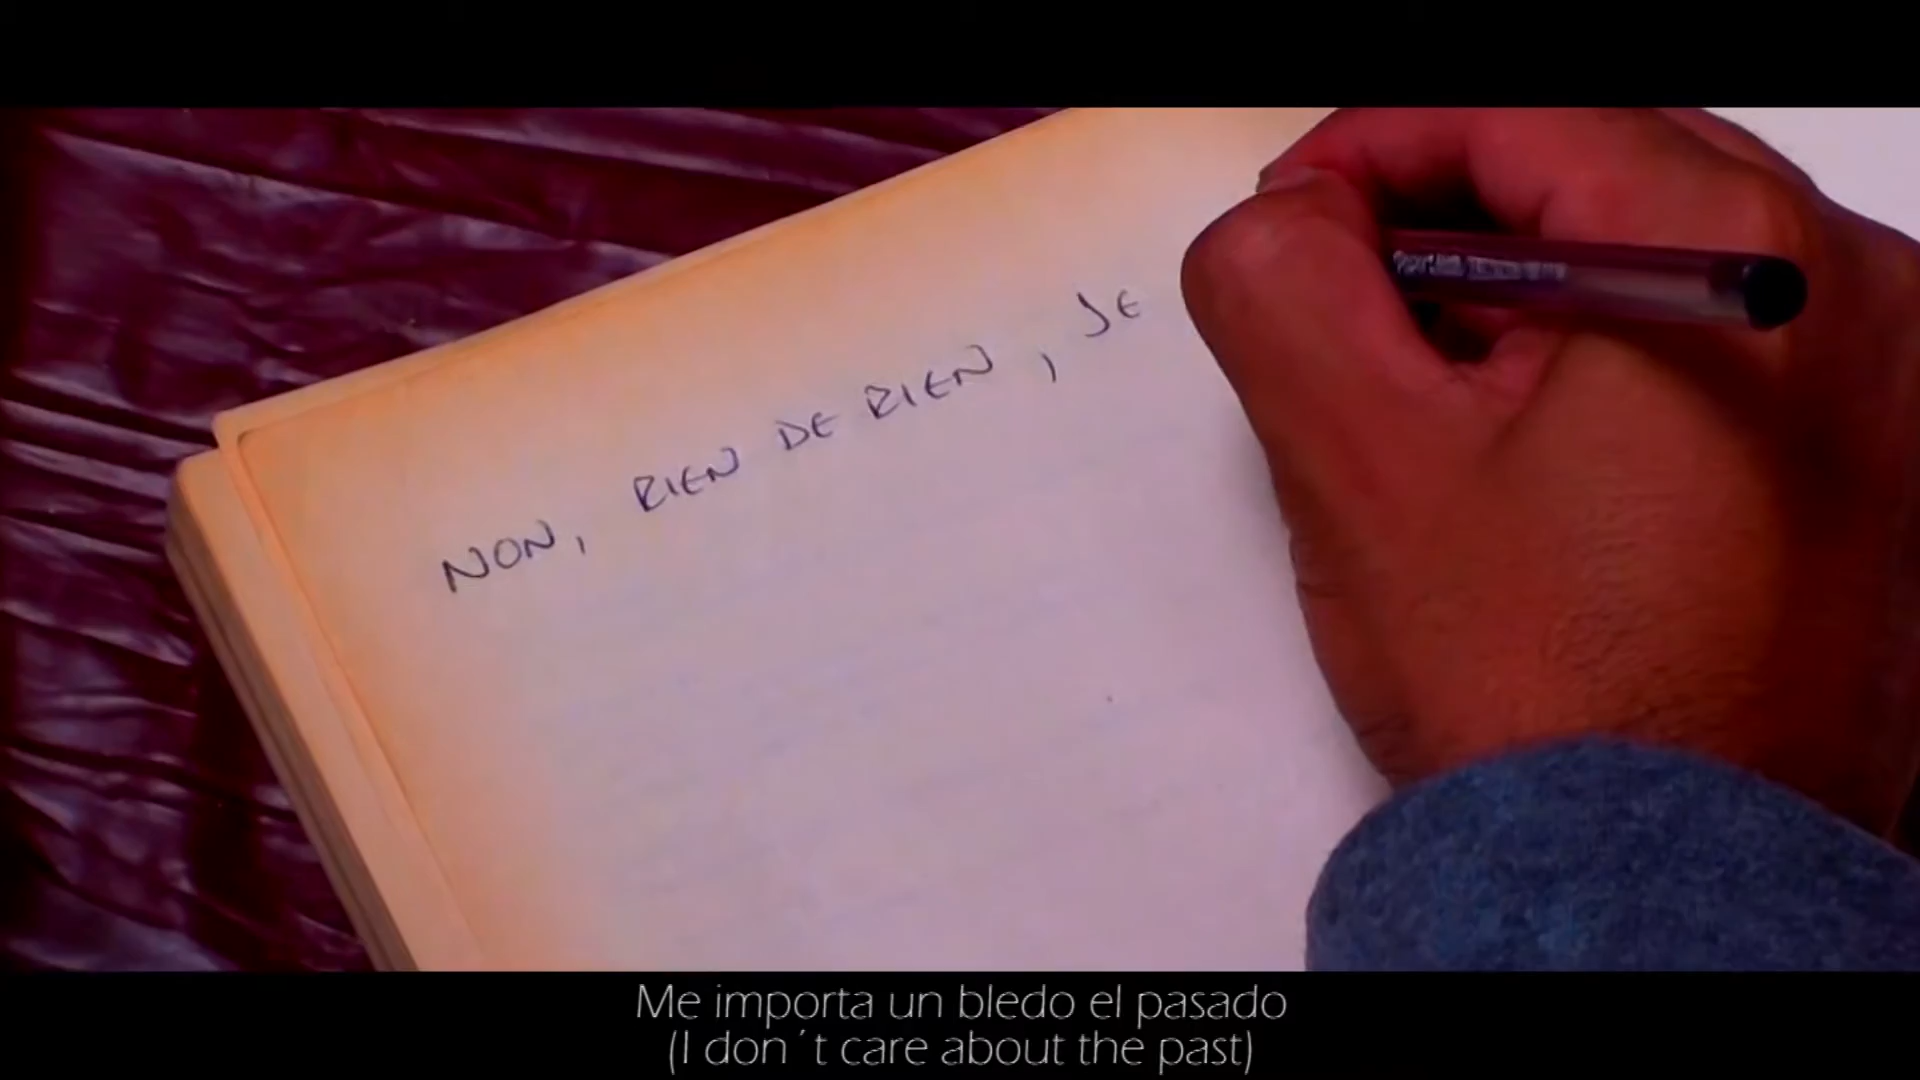 NON, RIEN DE RIEN, JE
Me importa un bledo el pasado
(I don´t care about the past)